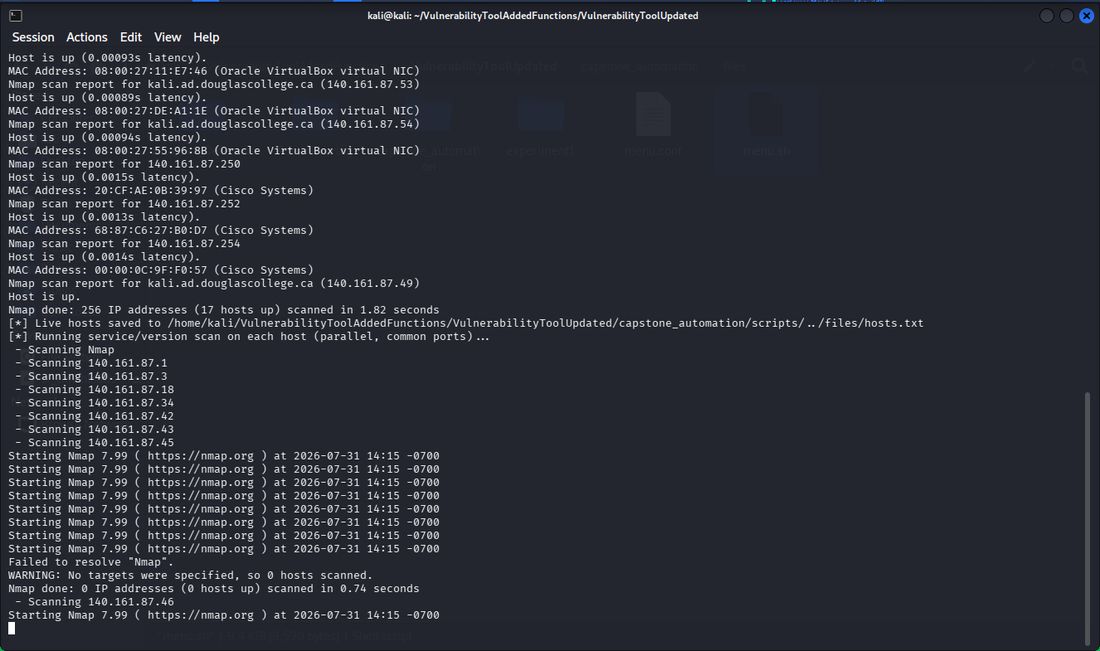 kali@kali: ~/VulnerabilityToolAddedFunctions/VulnerabilityToolUpdated
Session Actions Edit View Help
Host is up (0.00093s latency).
MAC Address: 08:00:27:11:E7:46 (Oracle VirtualBox virtual NIC)
Nmap scan report for kali.ad.douglascollege.ca (140.161.87.53)
Host is up (0.00089s latency).
MAC Address: 08:00:27:DE:A1:1E (Oracle VirtualBox virtual NIC)
Nmap scan report for kali.ad.douglascollege.ca (140.161.87.54)
Host is up (0.00094s latency).
MAC Address: 08:00:27:55:96:8B (Oracle VirtualBox virtual NIC)
Nmap scan report for 140.161.87.250
Host is up (0.0015s latency).
MAC Address: 20:CF:AE:0B:39:97 (Cisco Systems)
Nmap scan report for 140.161.87.252
Host is up (0.0013s latency).
MAC Address: 68:87:C6:27:B0:D7 (Cisco Systems)
Nmap scan report for 140.161.87.254
Host is up (0.0014s latency).
MAC Address: 00:00:0C:9F:F0:57 (Cisco Systems)
Nmap scan report for kali.ad.douglascollege.ca (140.161.87.49)
Host is up.
Nmap done: 256 IP addresses (17 hosts up) scanned in 1.82 seconds
[*] Live hosts saved to /home/kali/VulnerabilityToolAddedFunctions/VulnerabilityToolUpdated/capstone_automation/scripts/../files/hosts.txt
[*] Running service/version scan on each host (parallel, common ports)...
 - Scanning Nmap
 - Scanning 140.161.87.1
 - Scanning 140.161.87.3
 - Scanning 140.161.87.18
 - Scanning 140.161.87.34
 - Scanning 140.161.87.42
 - Scanning 140.161.87.43
 - Scanning 140.161.87.45
Starting Nmap 7.99 ( https://nmap.org ) at 2026-07-31 14:15 -0700
Starting Nmap 7.99 ( https://nmap.org ) at 2026-07-31 14:15 -0700
Starting Nmap 7.99 ( https://nmap.org ) at 2026-07-31 14:15 -0700
Starting Nmap 7.99 ( https://nmap.org ) at 2026-07-31 14:15 -0700
Starting Nmap 7.99 ( https://nmap.org ) at 2026-07-31 14:15 -0700
Starting Nmap 7.99 ( https://nmap.org ) at 2026-07-31 14:15 -0700
Starting Nmap 7.99 ( https://nmap.org ) at 2026-07-31 14:15 -0700
Starting Nmap 7.99 ( https://nmap.org ) at 2026-07-31 14:15 -0700
Failed to resolve "Nmap".
WARNING: No targets were specified, so 0 hosts scanned.
Nmap done: 0 IP addresses (0 hosts up) scanned in 0.74 seconds
 - Scanning 140.161.87.46
Starting Nmap 7.99 ( https://nmap.org ) at 2026-07-31 14:15 -0700